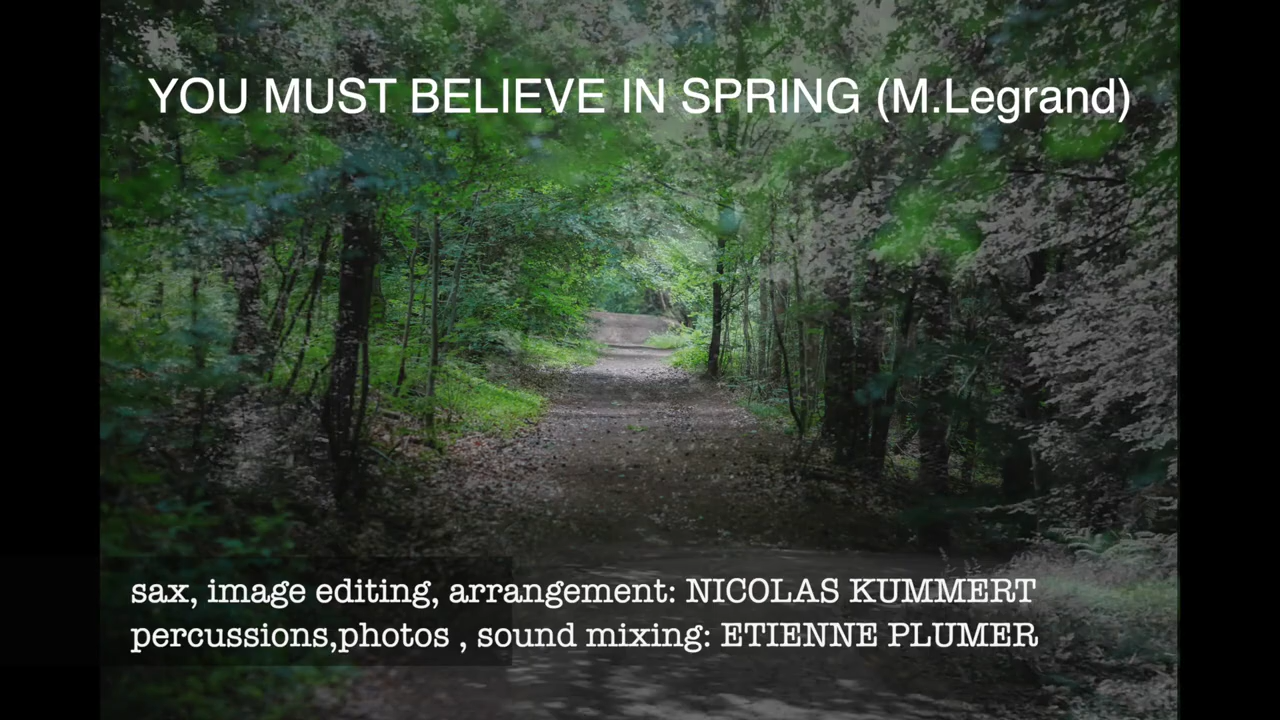 YOU MUST BELIEVE IN SPRING (M.Legrand)
sax, image editing, arrangement: NICOLAS KUMMERT
percussions,photos , sound mixing: ETIENNE PLUMER